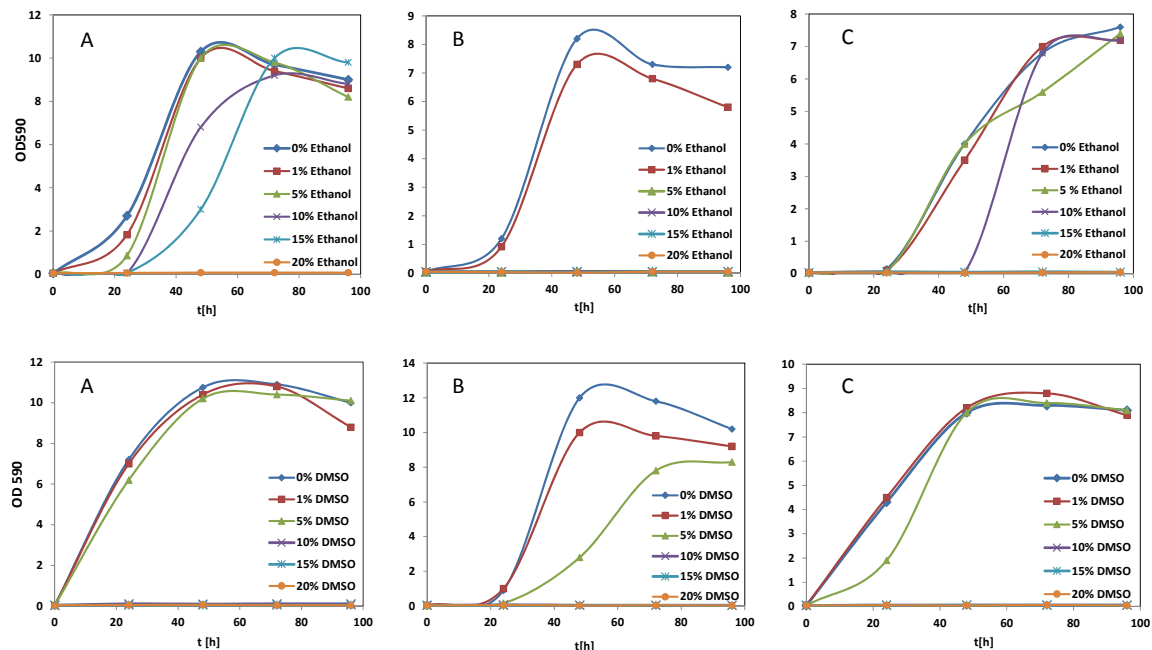 A
OD590
12
10
8
6
4
2
0
0% Ethanol
1% Ethanol
5% Ethanol
10% Ethanol
15% Ethanol
20% Ethanol
0 20 40 60 80 100
t[h]
B
9
8
7
6
5
4
3
2
1
0
0% Ethanol
1% Ethanol
5% Ethanol
10% Ethanol
15% Ethanol
20% Ethanol
0 20 40 60 80 100
t[h]
C
8
7
6
5
4
3
2
1
0
0% Ethanol
1% Ethanol
5 % Ethanol
10% Ethanol
15% Ethanol
20% Ethanol
0 20 40 60 80 100
t[h]
A
OD 590
12
10
8
6
4
2
0
0% DMSO
1% DMSO
5% DMSO
10% DMSO
15% DMSO
20% DMSO
0 20 40 60 80 100
t [h]
B
14
12
10
8
6
4
2
0
0% DMSO
1% DMSO
5% DMSO
10% DMSO
15% DMSO
20% DMSO
0 20 40 60 80 100
t[h]
C
10
9
8
7
6
5
4
3
2
1
0
0% DMSO
1% DMSO
5% DMSO
10% DMSO
15% DMSO
20% DMSO
0 20 40 60 80 100
t[h]